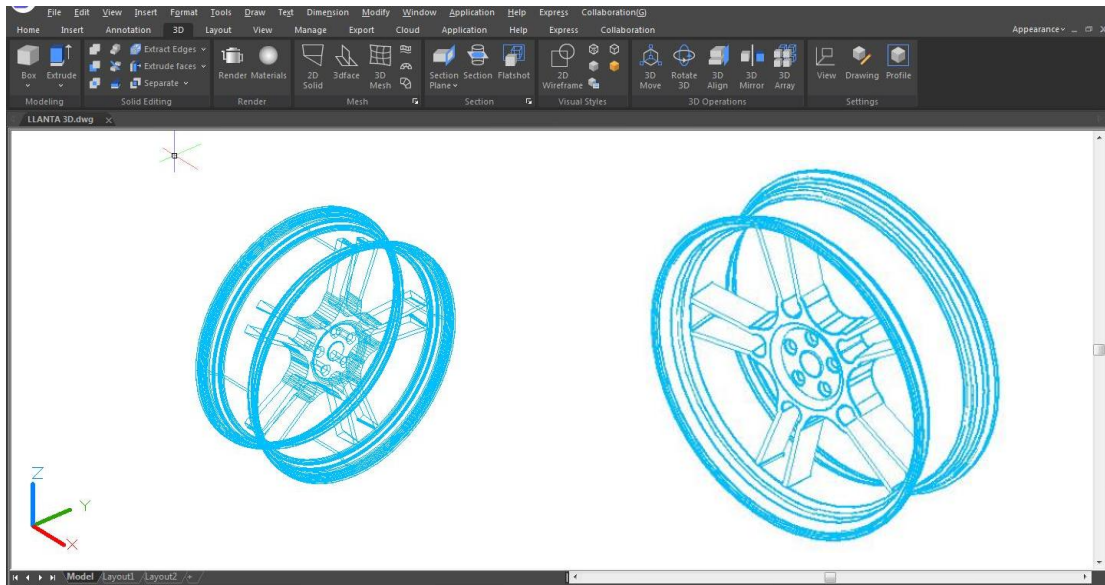 File Edit View Insert Format Tools Draw Text Dimension Modify Window Application Help Express Collaboration(G)
Home Insert Annotation 3D Layout View Manage Export Cloud Application Help Express Collaboration Appearance
Box Extrude Extract Edges Render Materials 2D Solid 3dface 3D Mesh Section Plane Section Flatshot 2D Wireframe 3D Move Rotate 3D 3D Align 3D Mirror 3D Array View Drawing Profile
Extrude faces
Separate
Modeling Solid Editing Render Mesh Section Visual Styles 3D Operations Settings
LLANTA 3D.dwg
Z
Y
X
Model Layout1 Layout2 +